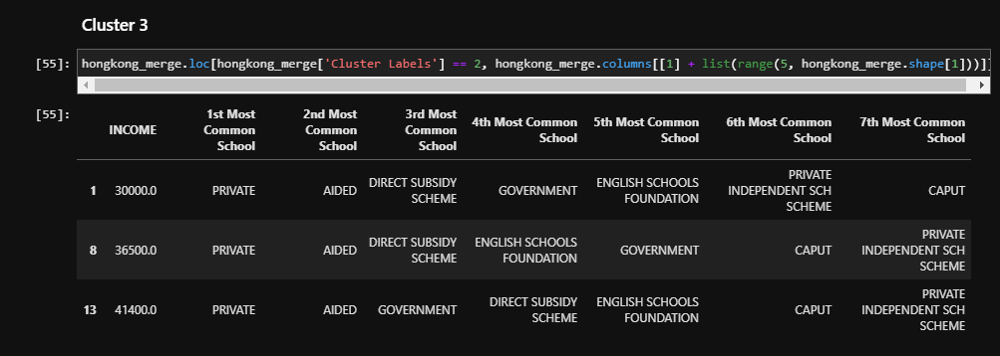 Cluster 3
[55]: hongkong_merge.loc[hongkong_merge['Cluster Labels'] == 2, hongkong_merge.columns[[1] + list(range(5, hongkong_merge.shape[1]))]]
[55]:
INCOME 1st Most Common School 2nd Most Common School 3rd Most Common School 4th Most Common School 5th Most Common School 6th Most Common School 7th Most Common School
1 30000.0 PRIVATE AIDED DIRECT SUBSIDY SCHEME GOVERNMENT ENGLISH SCHOOLS FOUNDATION PRIVATE INDEPENDENT SCH SCHEME CAPUT
8 36500.0 PRIVATE AIDED DIRECT SUBSIDY SCHEME ENGLISH SCHOOLS FOUNDATION GOVERNMENT CAPUT PRIVATE INDEPENDENT SCH SCHEME
13 41400.0 PRIVATE AIDED GOVERNMENT DIRECT SUBSIDY SCHEME ENGLISH SCHOOLS FOUNDATION CAPUT PRIVATE INDEPENDENT SCH SCHEME